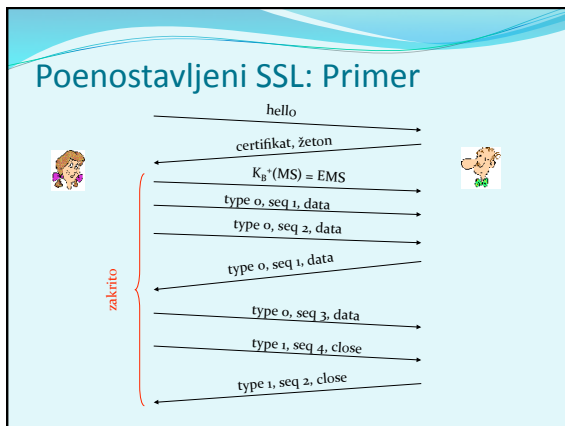 Poenostavljeni SSL: Primer
hello
certifikat, žeton
K_B⁺(MS) = EMS
type 0, seq 1, data
type 0, seq 2, data
type 0, seq 1, data
zakrito
type 0, seq 3, data
type 1, seq 4, close
type 1, seq 2, close